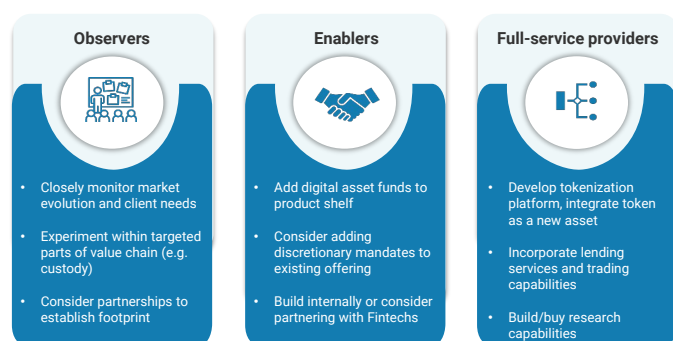 Observers
• Closely monitor market
evolution and client needs
• Experiment within targeted
parts of value chain (e.g.
custody)
• Consider partnerships to
establish footprint
Enablers
• Add digital asset funds to
product shelf
• Consider adding
discretionary mandates to
existing offering
• Build internally or consider
partnering with Fintechs
Full-service providers
• Develop tokenization
platform, integrate token
as a new asset
• Incorporate lending
services and trading
capabilities
• Build/buy research
capabilities